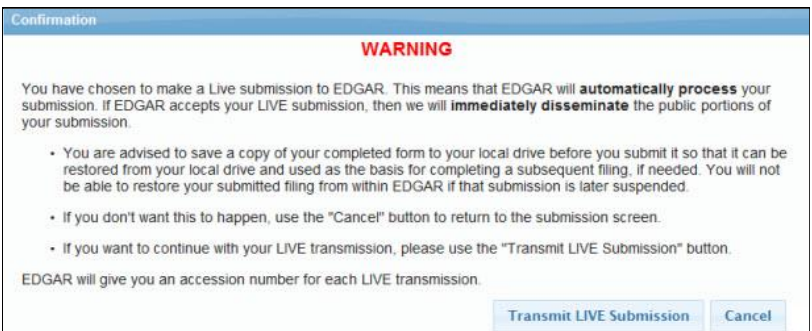 Confirmation
WARNING
You have chosen to make a Live submission to EDGAR. This means that EDGAR will automatically process your
submission. If EDGAR accepts your LIVE submission, then we will immediately disseminate the public portions of
your submission.
• You are advised to save a copy of your completed form to your local drive before you submit it so that it can be
restored from your local drive and used as the basis for completing a subsequent filing, if needed. You will not
be able to restore your submitted filing from within EDGAR if that submission is later suspended.
• If you don't want this to happen, use the "Cancel" button to return to the submission screen.
• If you want to continue with your LIVE transmission, please use the "Transmit LIVE Submission" button.
EDGAR will give you an accession number for each LIVE transmission.
Transmit LIVE Submission Cancel